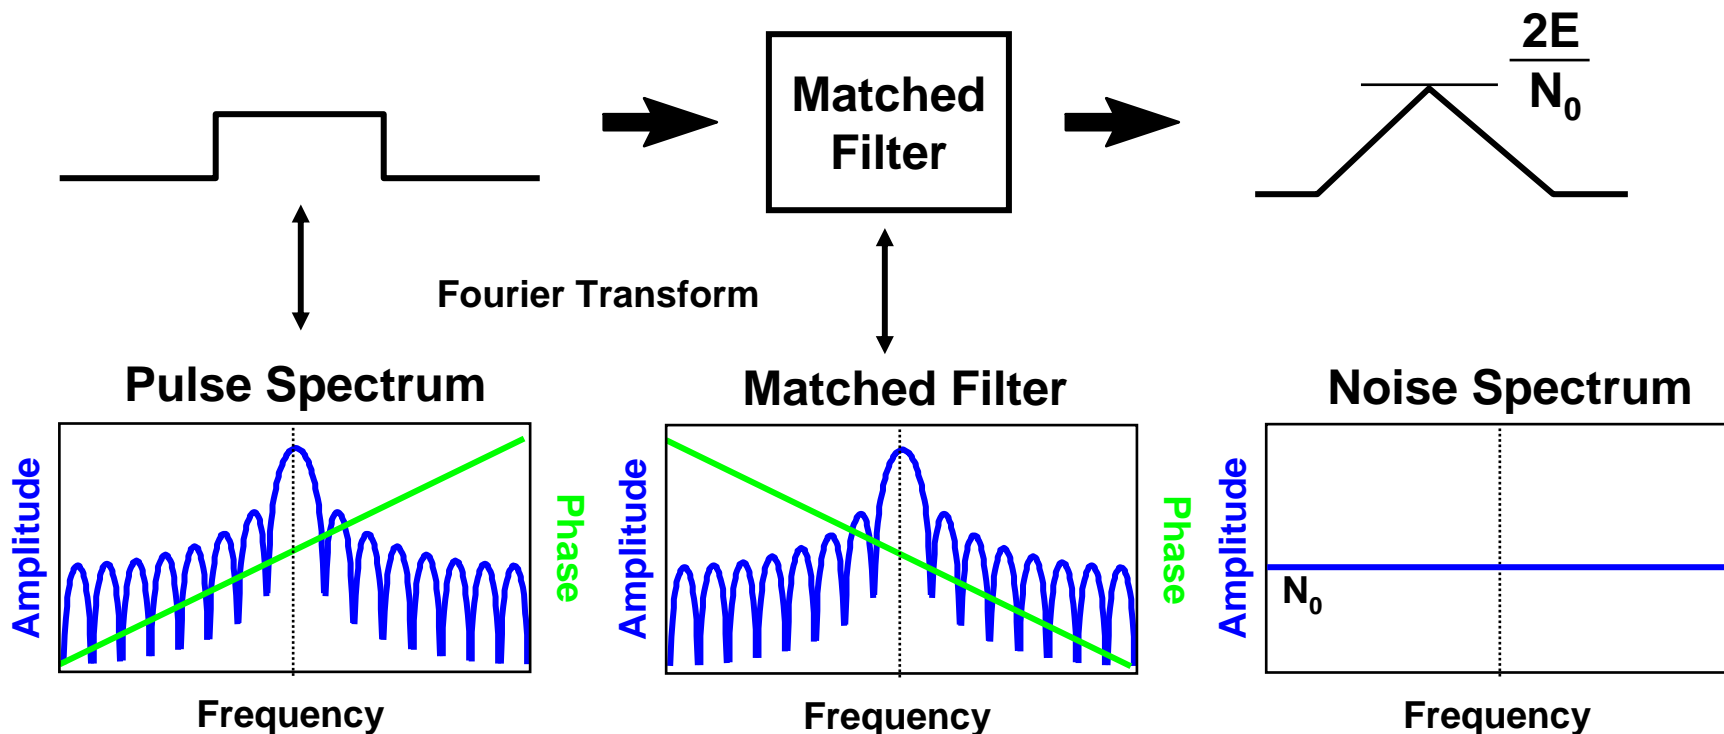 2E
N0
Matched
Filter
Fourier Transform
Pulse Spectrum
Matched Filter
Noise Spectrum
Amplitude
Phase
Amplitude
Phase
Amplitude
N0
Frequency
Frequency
Frequency